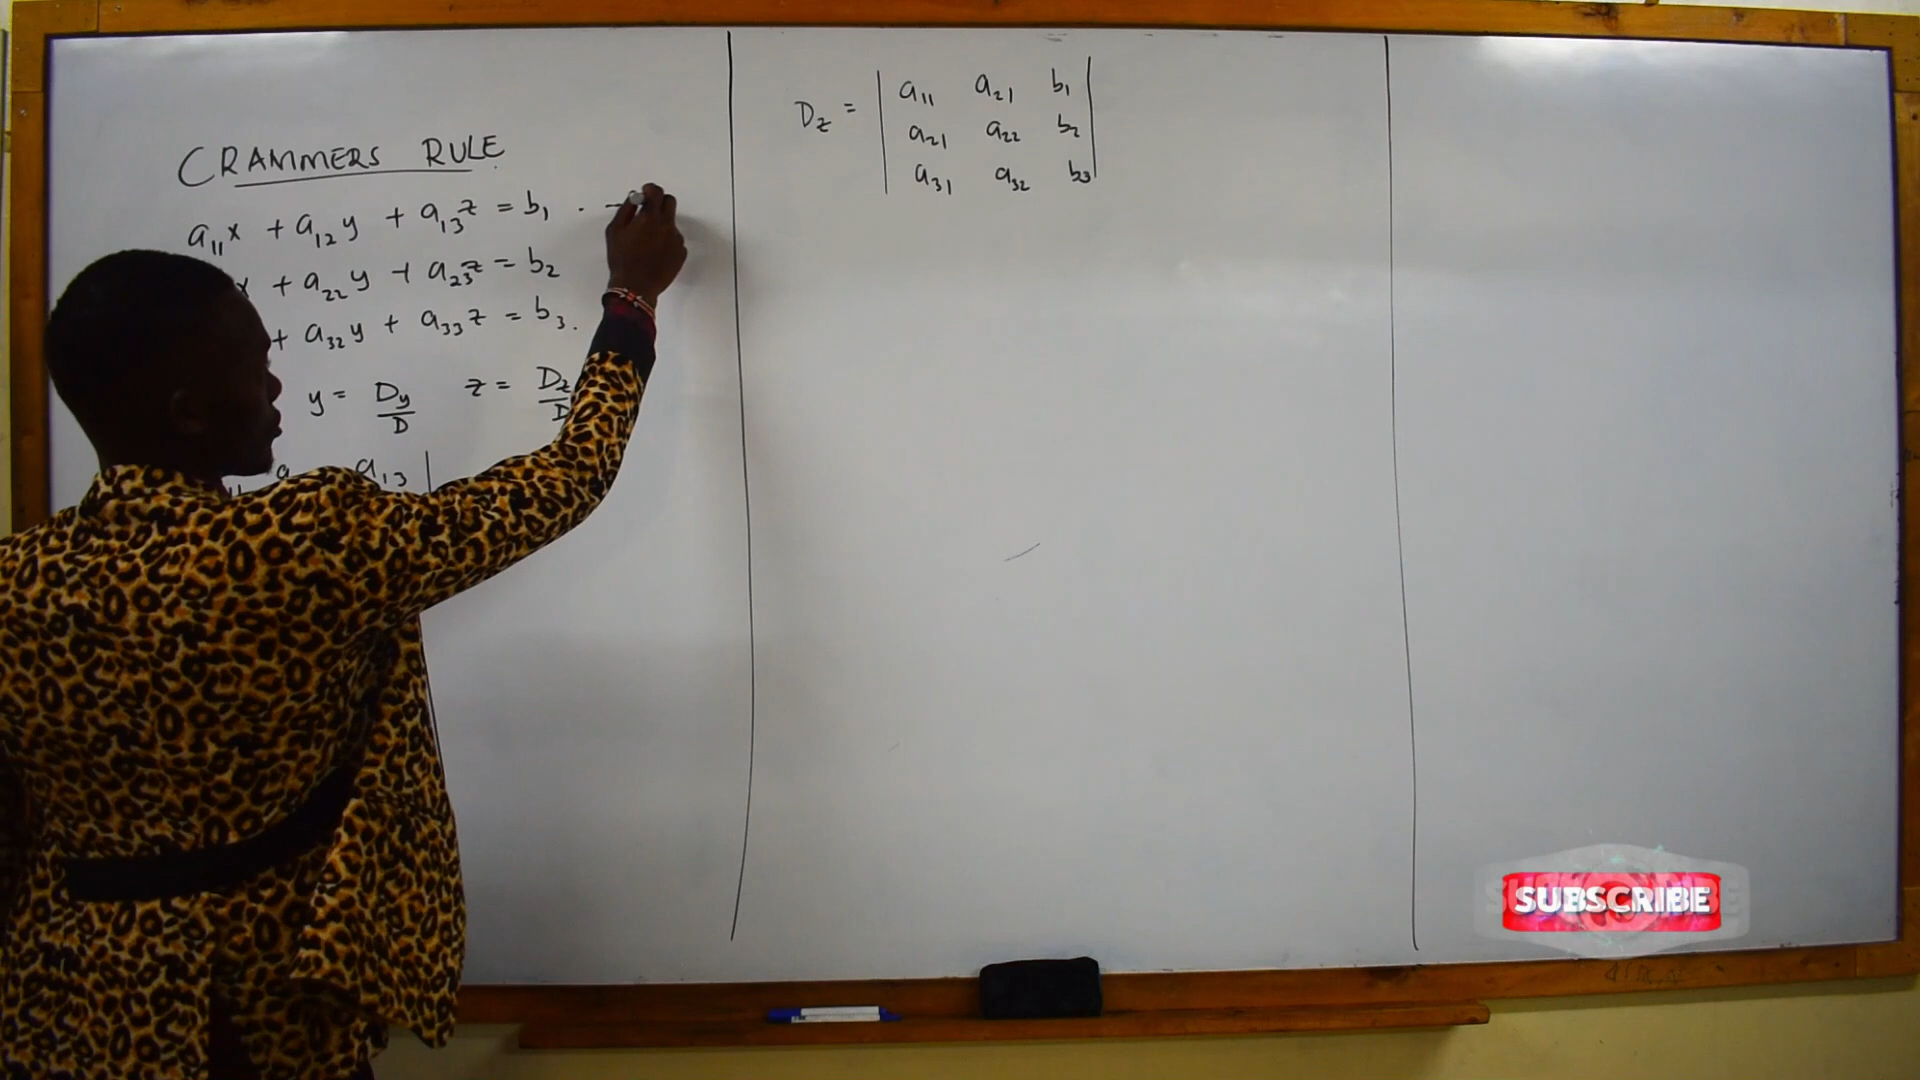 CRAMMERS RULE
a₁₁x + a₁₂y + a₁₃z = b₁
x + a₂₂y + a₂₃z = b₂
+ a₃₂y + a₃₃z = b₃.
y = Dy/D z = Dz/D
a a₁₃ |
Dz = | a₁₁ a₂₁ b₁ |
| a₂₁ a₂₂ b₂ |
| a₃₁ a₃₂ b₃ |
SUBSCRIBE